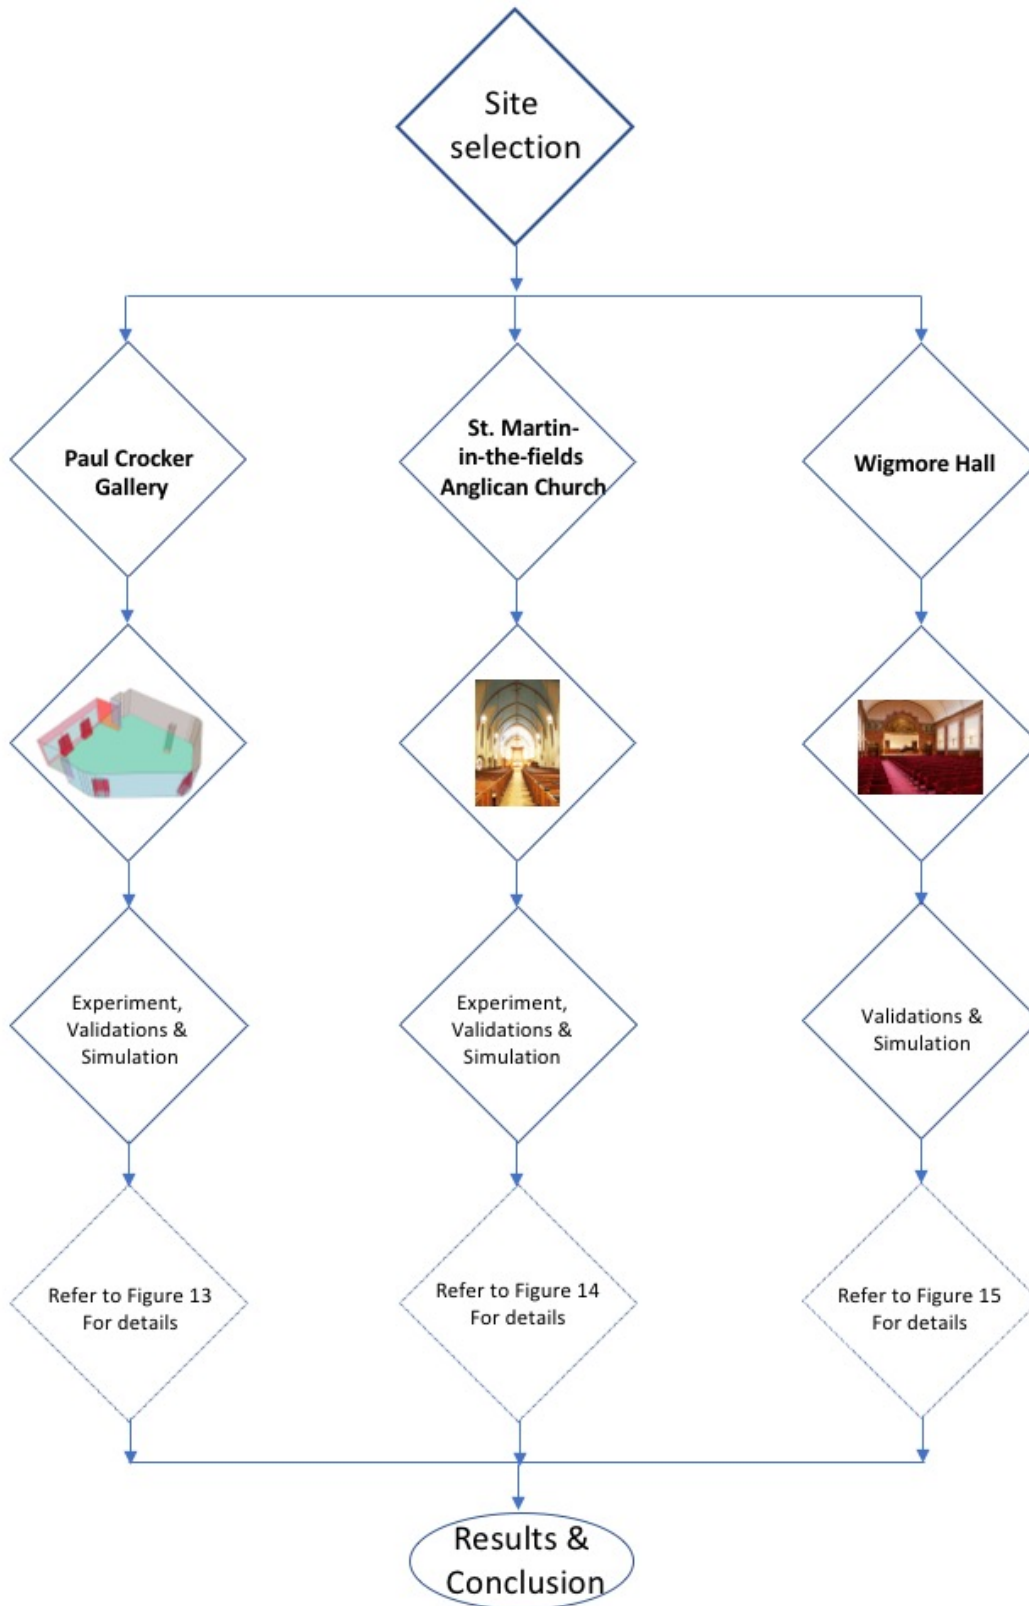 Site
selection
Paul Crocker
Gallery
St. Martin-
in-the-fields
Anglican Church
Wigmore Hall
Experiment,
Validations &
Simulation
Experiment,
Validations &
Simulation
Validations &
Simulation
Refer to Figure 13
For details
Refer to Figure 14
For details
Refer to Figure 15
For details
Results &
Conclusion